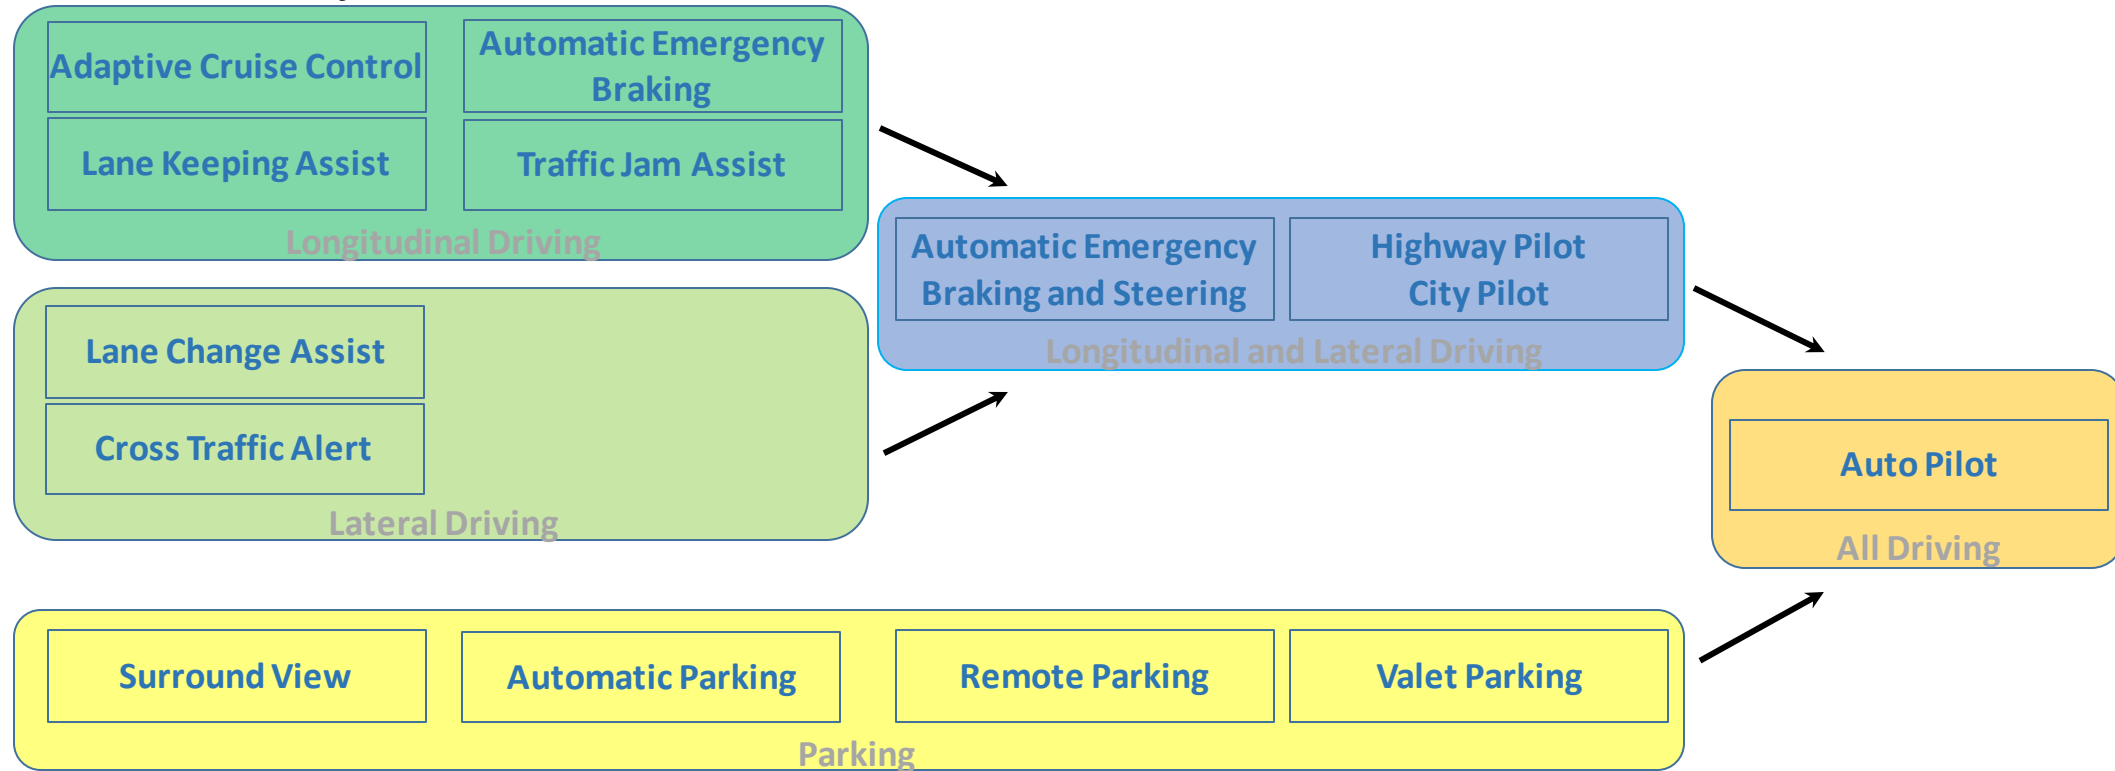 Adaptive Cruise Control
Automatic Emergency
Braking
Lane Keeping Assist
Traffic Jam Assist
Longitudinal Driving
Automatic Emergency
Braking and Steering
Highway Pilot
City Pilot
Longitudinal and Lateral Driving
Lane Change Assist
Cross Traffic Alert
Lateral Driving
Auto Pilot
All Driving
Surround View
Automatic Parking
Remote Parking
Valet Parking
Parking